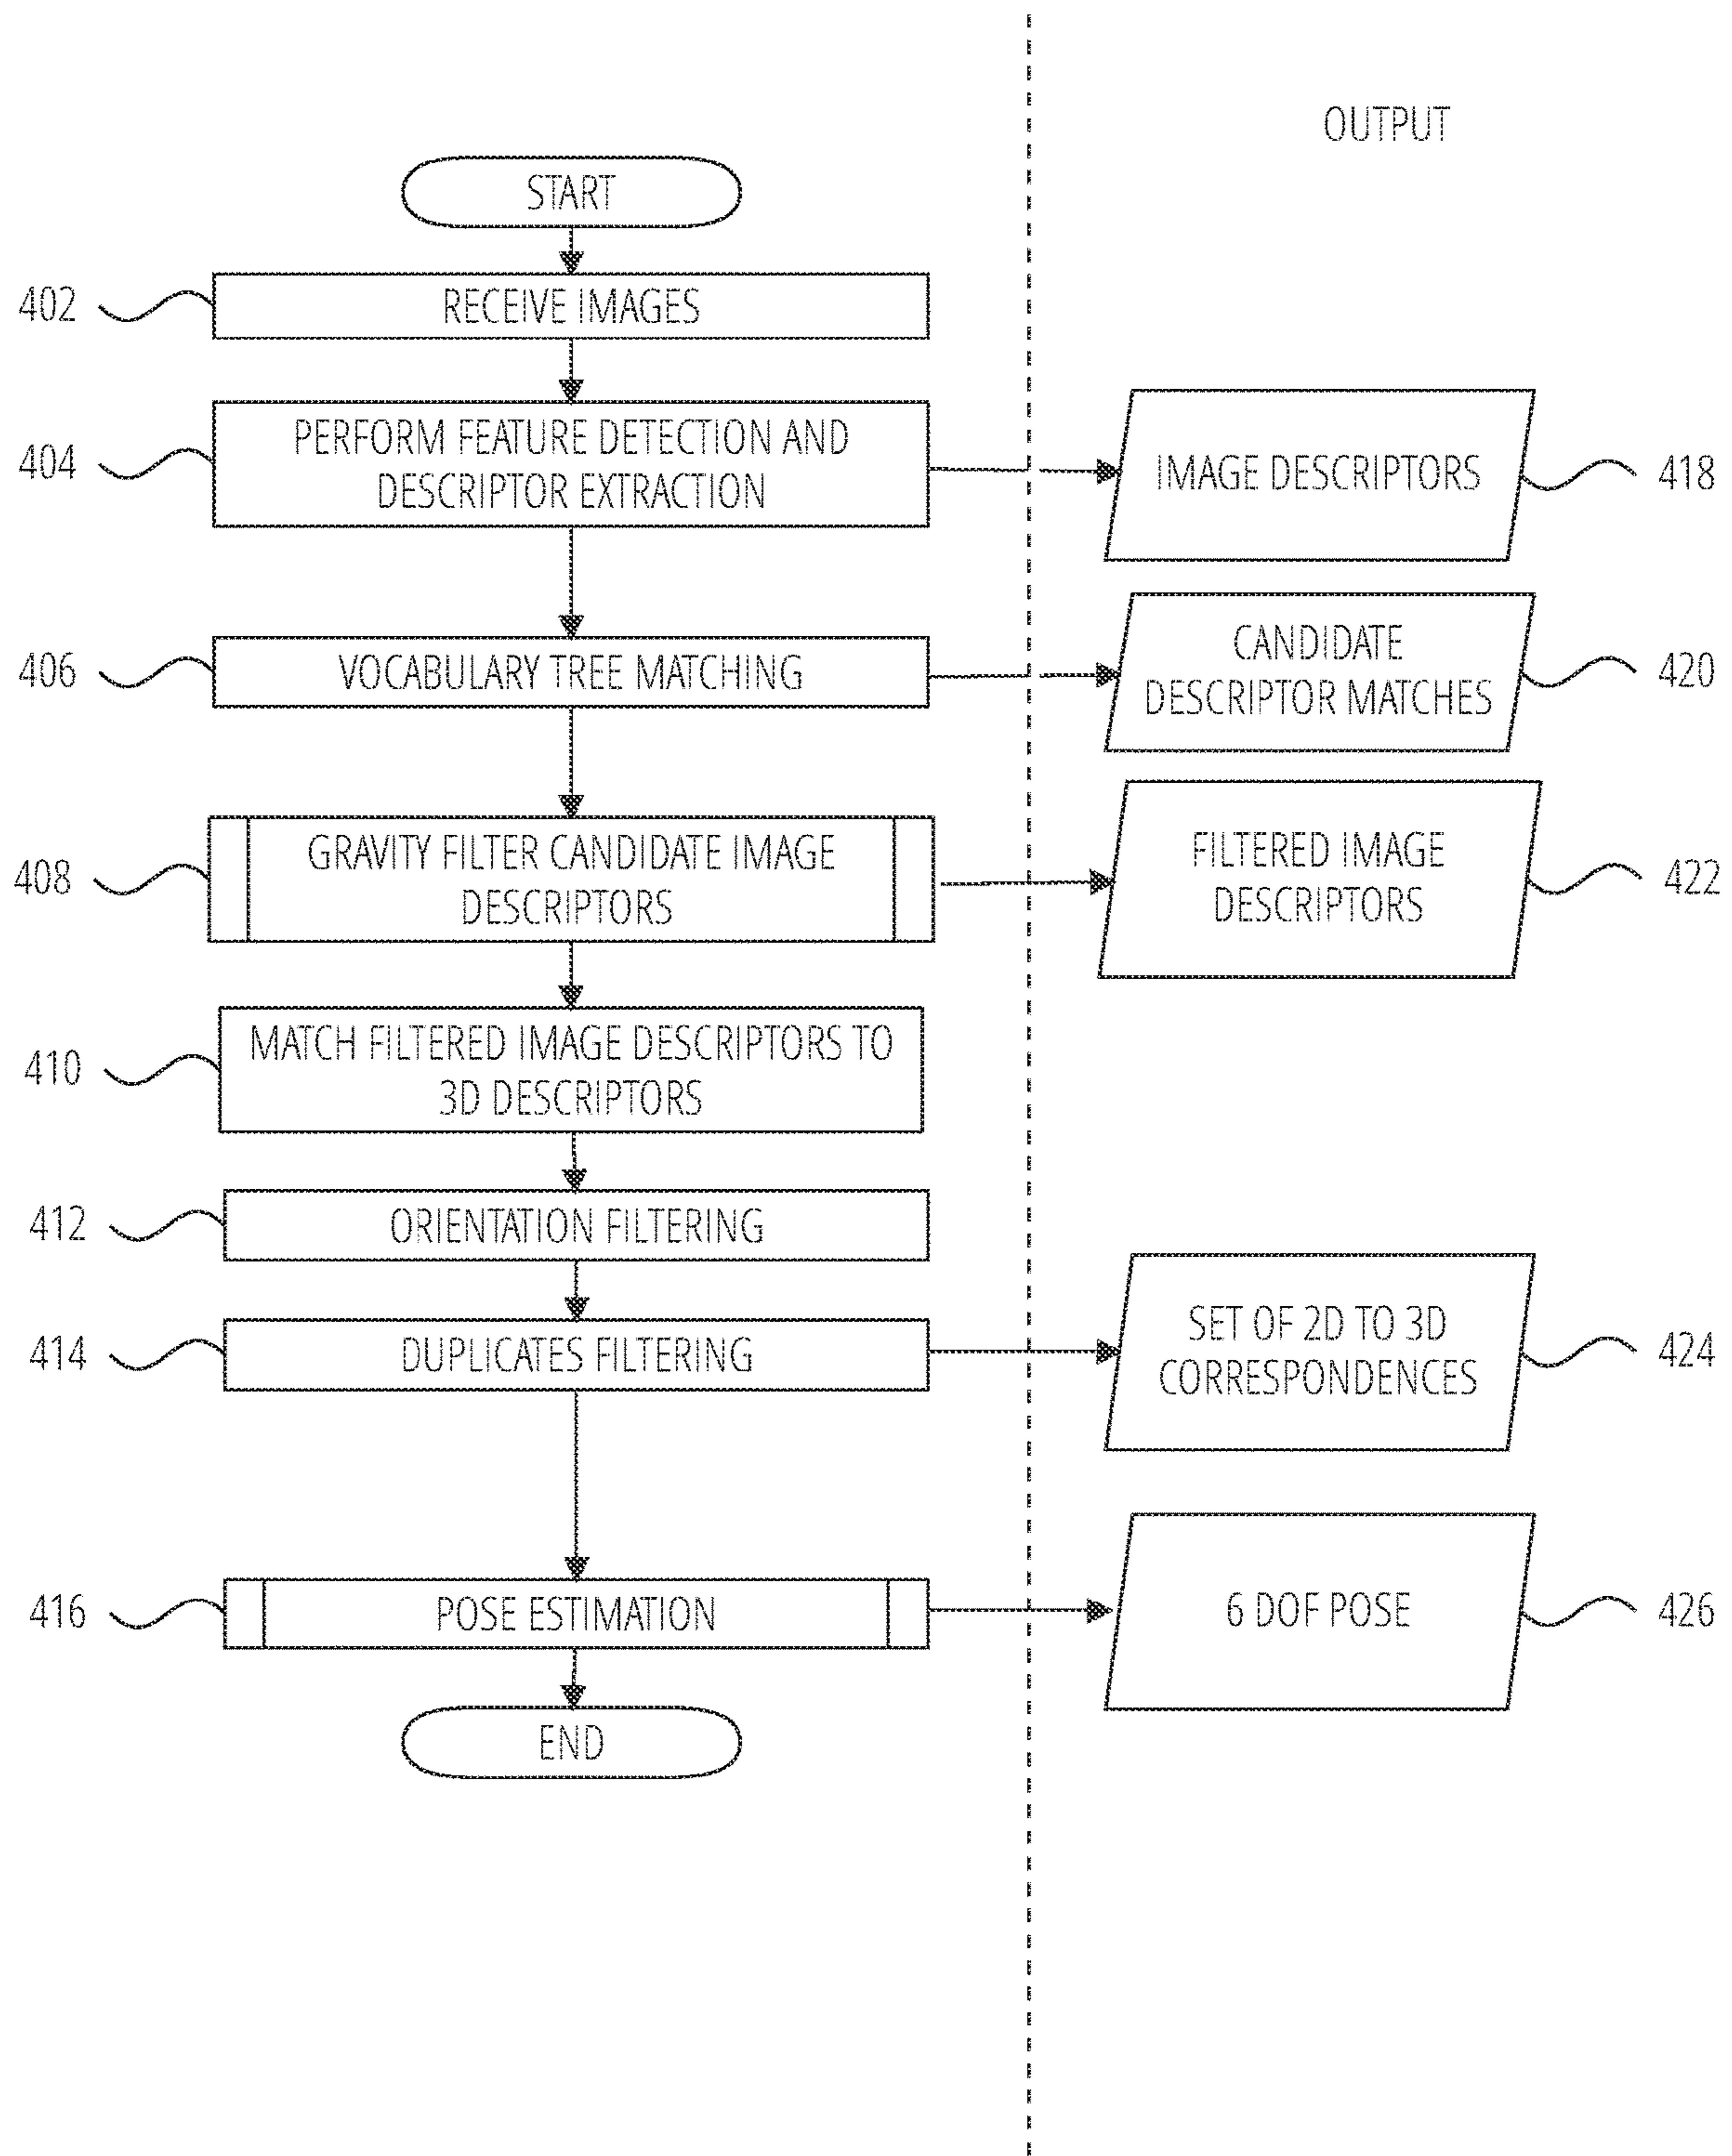 OUTPUT
START
402
RECEIVE IMAGES
404
PERFORM FEATURE DETECTION AND
DESCRIPTOR EXTRACTION
IMAGE DESCRIPTORS
418
406
VOCABULARY TREE MATCHING
CANDIDATE
DESCRIPTOR MATCHES
420
408
GRAVITY FILTER CANDIDATE IMAGE
DESCRIPTORS
FILTERED IMAGE
DESCRIPTORS
422
410
MATCH FILTERED IMAGE DESCRIPTORS TO
3D DESCRIPTORS
412
ORIENTATION FILTERING
414
DUPLICATES FILTERING
SET OF 2D TO 3D
CORRESPONDENCES
424
416
POSE ESTIMATION
6 DOF POSE
426
END